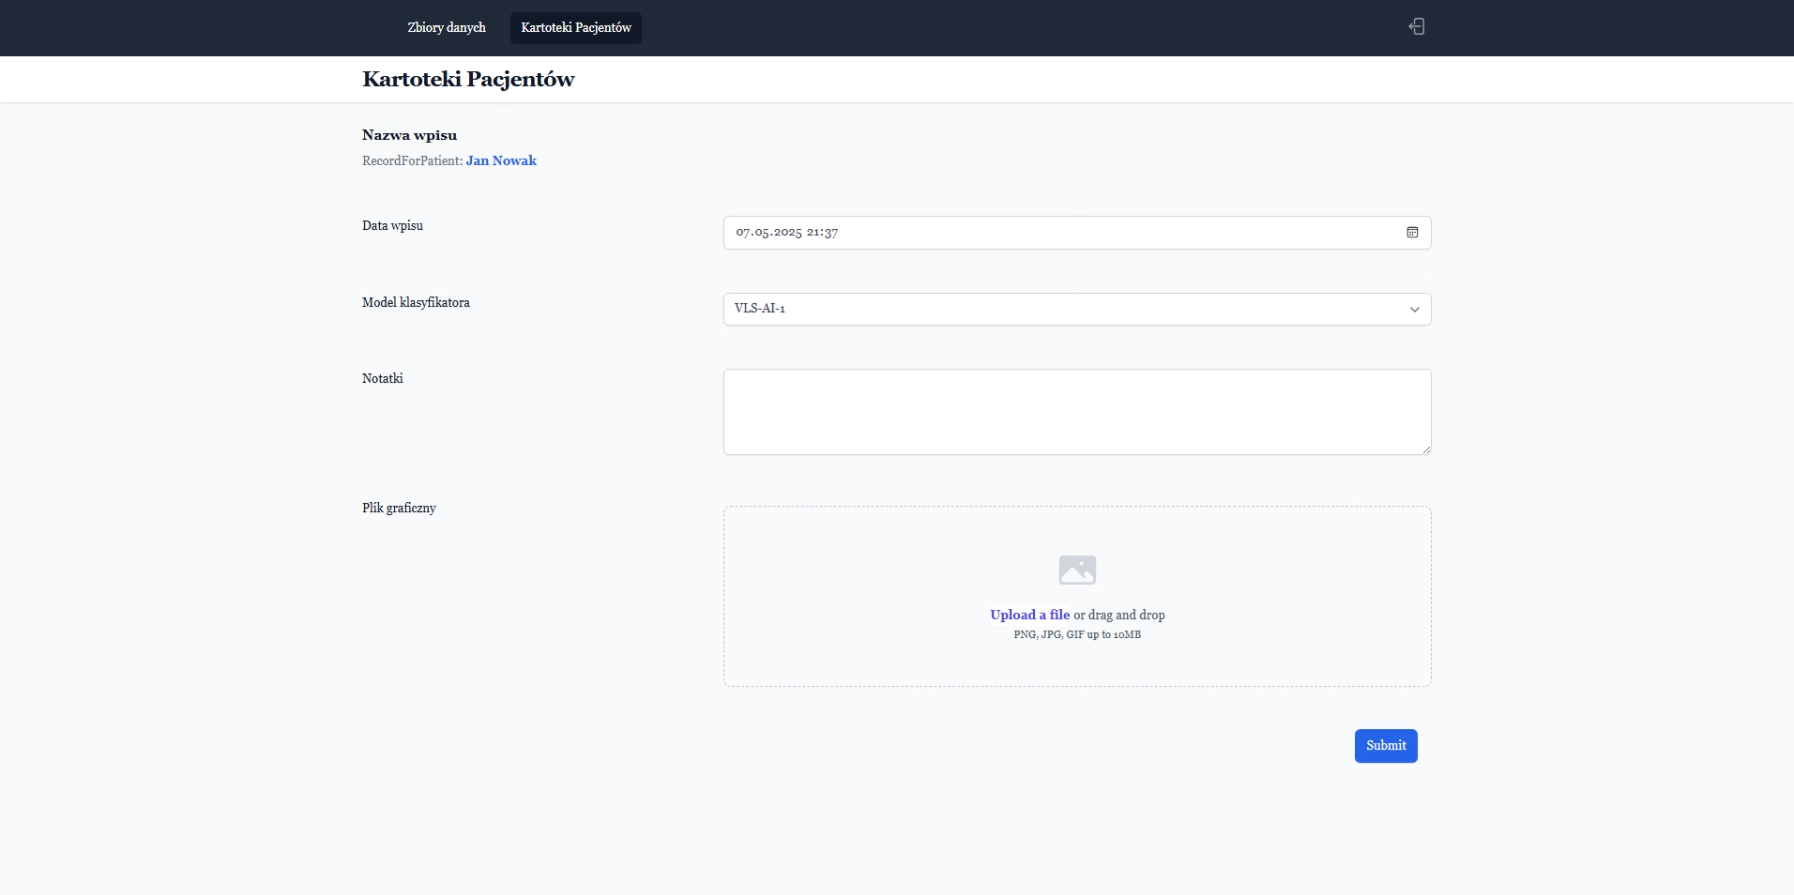 Zbiory danych
Kartoteki Pacjentów
Kartoteki Pacjentów
Nazwa wpisu
RecordForPatient: Jan Nowak
Data wpisu
07.05.2025 21:37
Model klasyfikatora
VLS-AI-1
Notatki
Plik graficzny
Upload a file or drag and drop
PNG, JPG, GIF up to 10MB
Submit